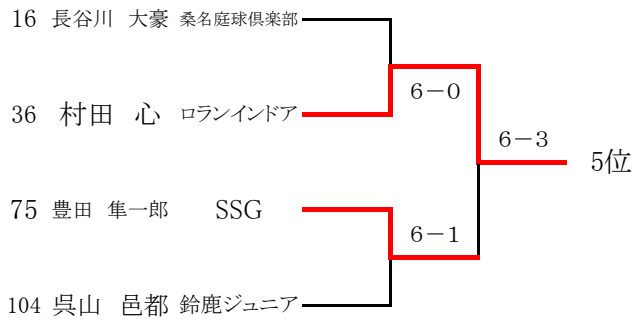 16 長谷川 大豪 桑名庭球倶楽部
6－0
36 村田 心 ロランインドア
6－3
5位
75 豊田 隼一郎 SSG
6－1
104 呉山 邑都 鈴鹿ジュニア